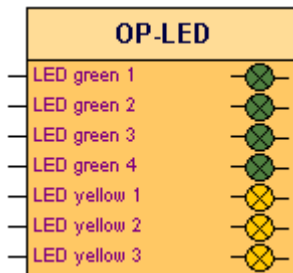 OP-LED
LED green 1
LED green 2
LED green 3
LED green 4
LED yellow 1
LED yellow 2
LED yellow 3